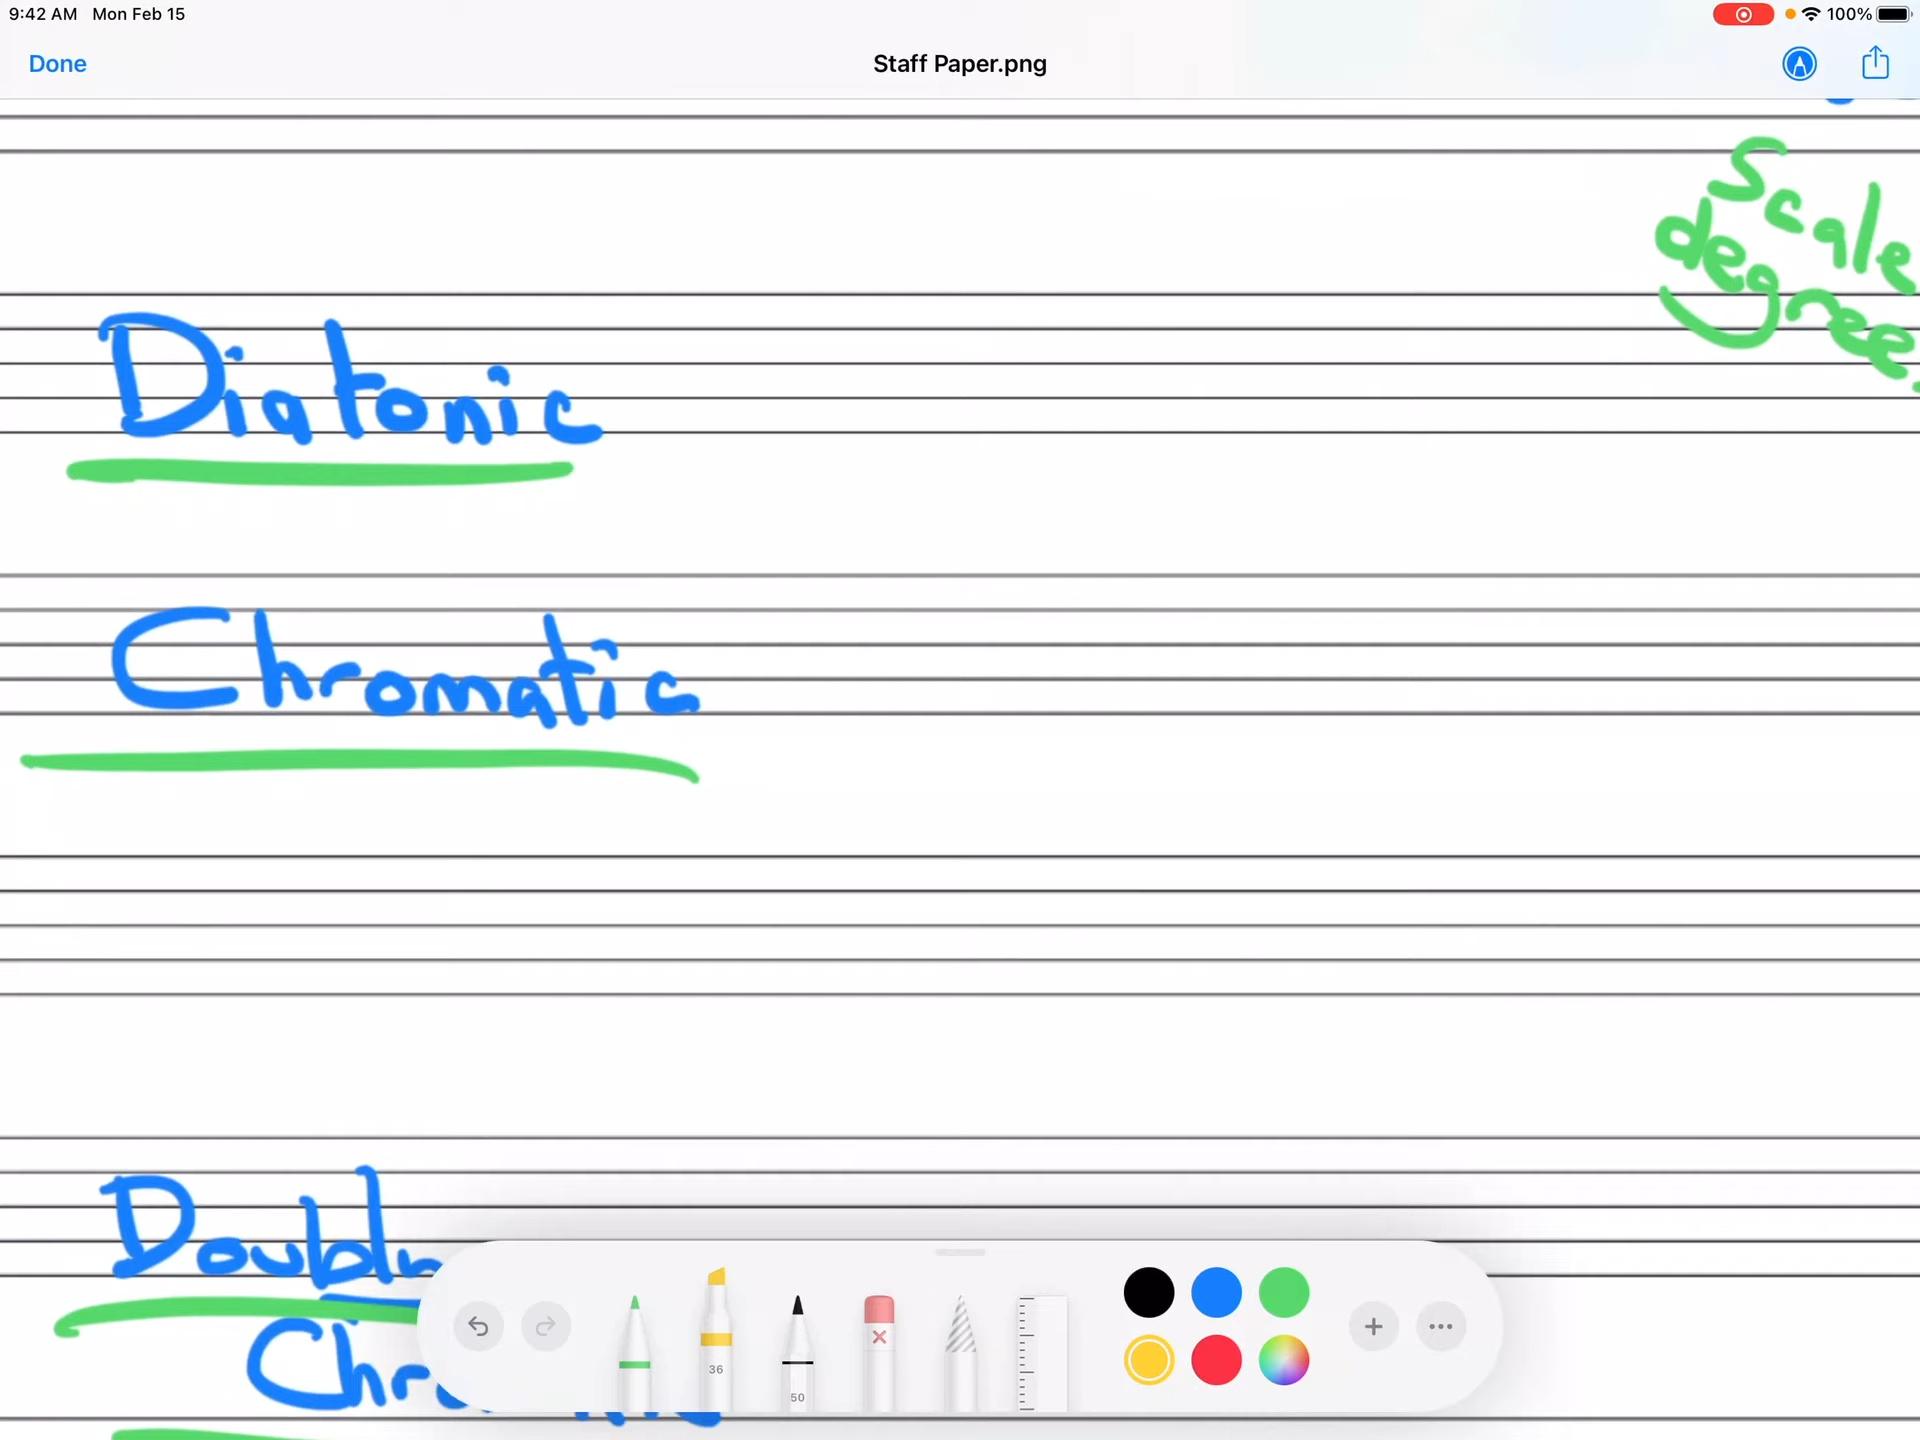 9:42 AM Mon Feb 15
100%
Done
Staff Paper.png
Scale
degree
Diatonic
Chromatic
36
50